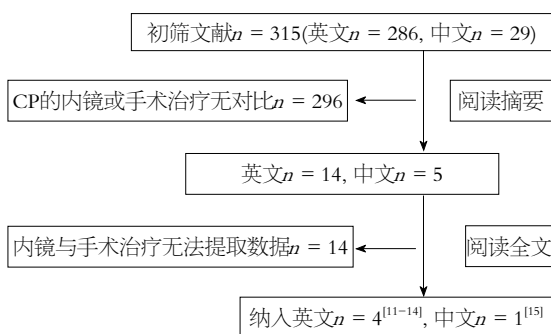 初筛文献n = 315(英文n = 286, 中文n = 29)
CP的内镜或手术治疗无对比n = 296
阅读摘要
英文n = 14, 中文n = 5
内镜与手术治疗无法提取数据n = 14
阅读全文
纳入英文n = 4[11-14], 中文n = 1[15]